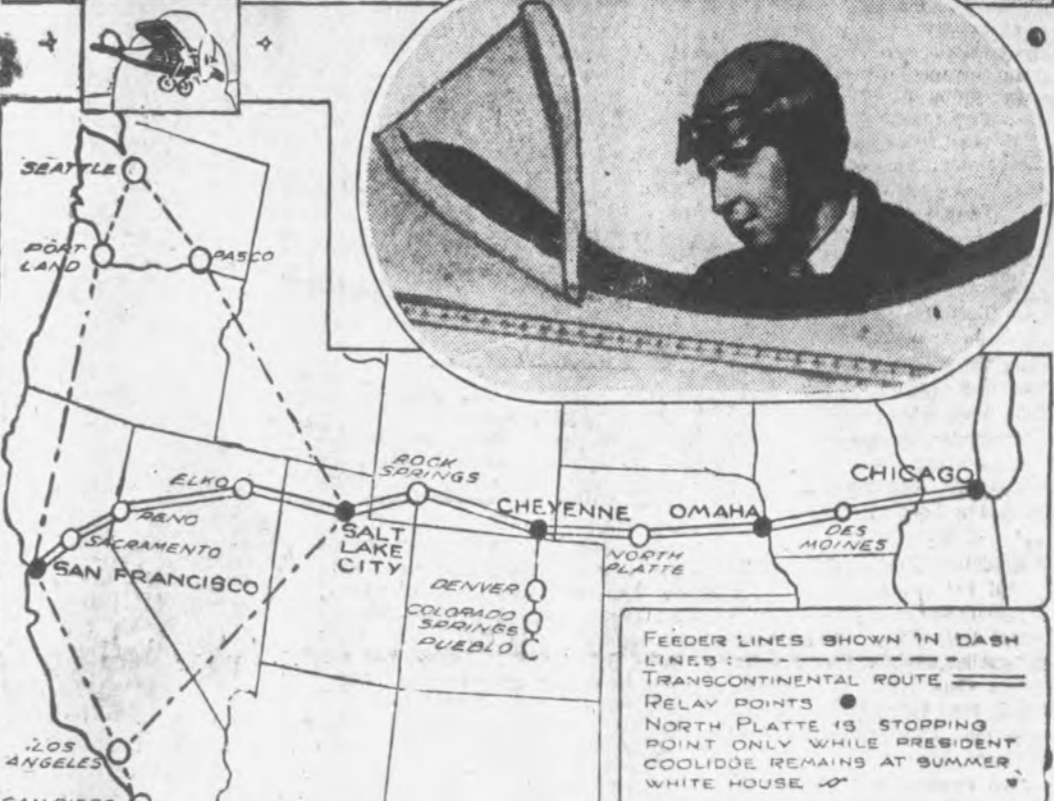 SEATTLE
PORT
LAND
PASCO
ELKO
ROCK
SPRINGS
CHICAGO
RENO
CHEYENNE
OMAHA
SALT
LAKE
CITY
SACRAMENTO
NORTH
PLATTE
DES
MOINES
SAN FRANCISCO
DENVER
COLORADO
SPRINGS
PUEBLO
LOS
ANGELES
FEEDER LINES SHOWN IN DASH
LINES
TRANSCONTINENTAL ROUTE
RELAY POINTS
NORTH PLATTE IS STOPPING
POINT ONLY WHILE PRESIDENT
COOLIDGE REMAINS AT SUMMER
WHITE HOUSE